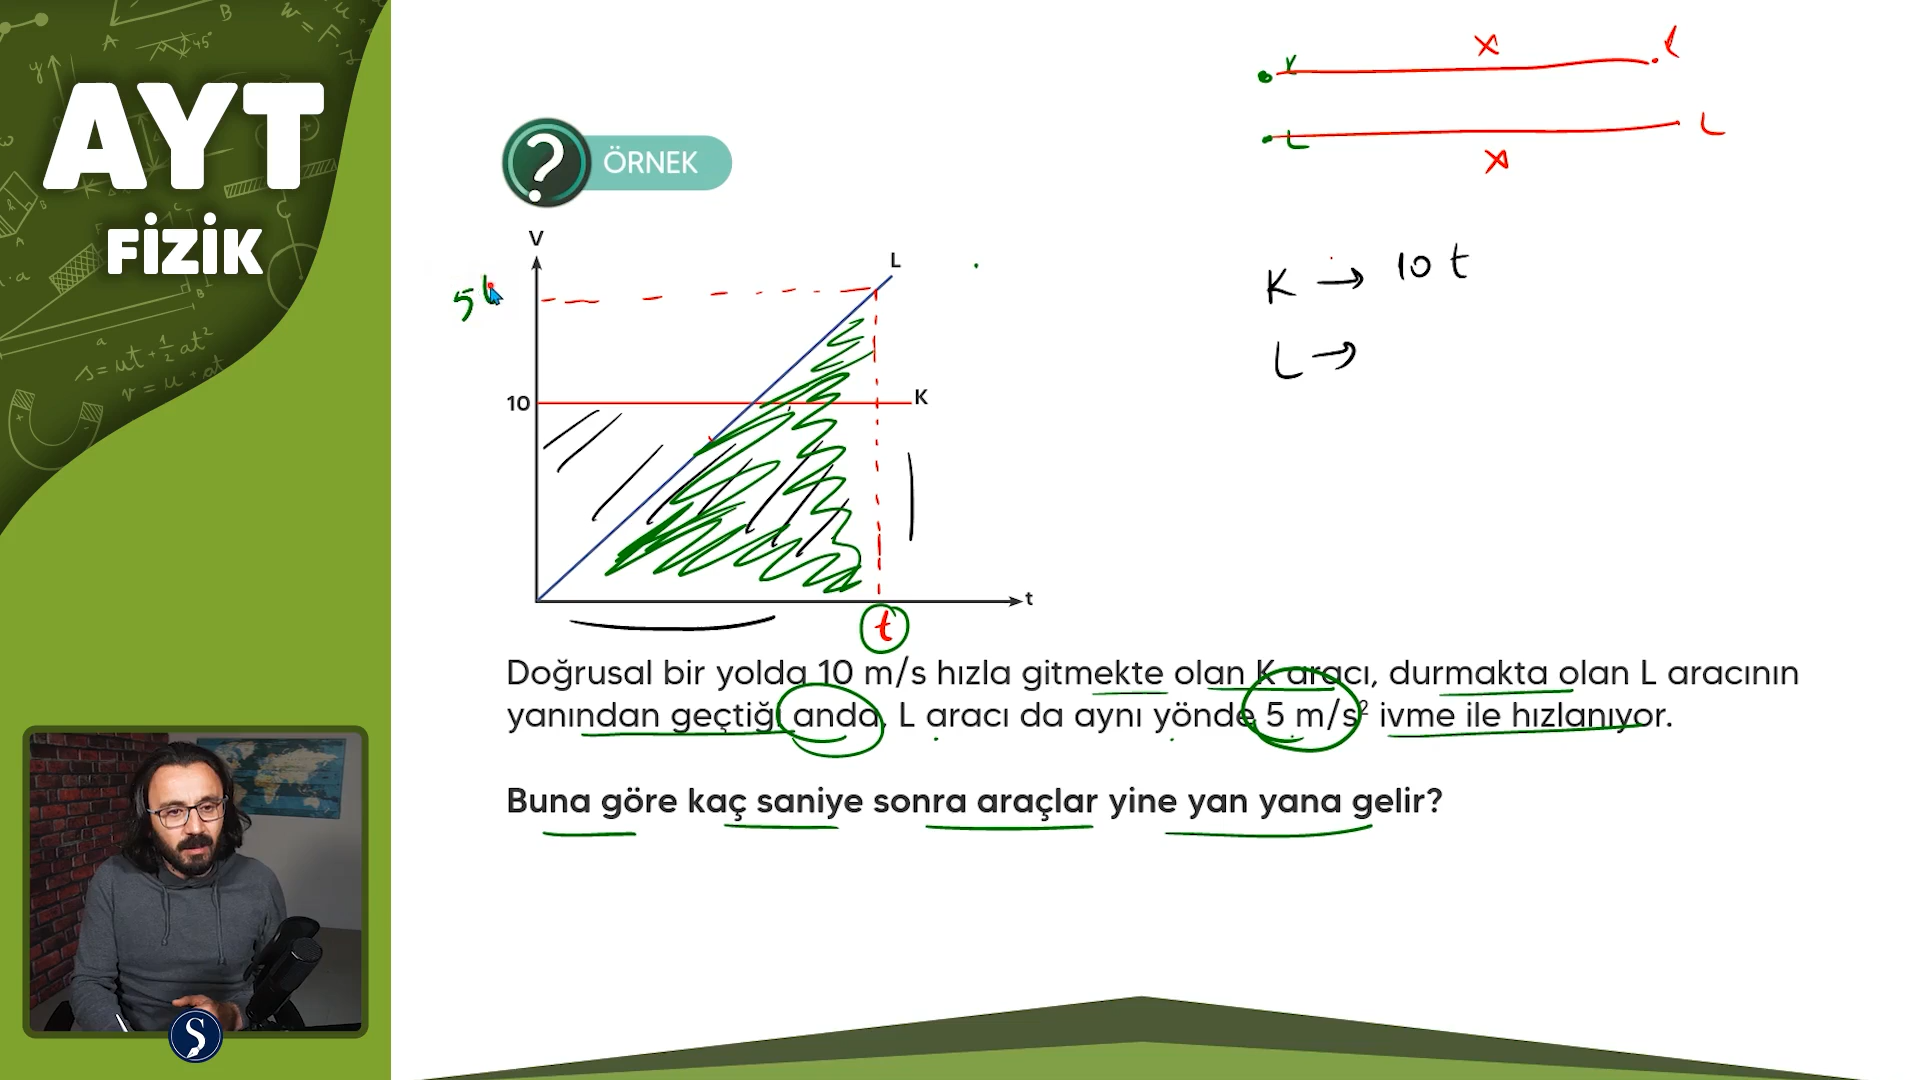 AYT
FİZİK
? ÖRNEK
x
K
L
L
x
V
L
K → 10 t
5t
L →
10
K
t
t
Doğrusal bir yolda 10 m/s hızla gitmekte olan K aracı, durmakta olan L aracının
yanından geçtiği anda, L aracı da aynı yönde 5 m/s² ivme ile hızlanıyor.
Buna göre kaç saniye sonra araçlar yine yan yana gelir?
S